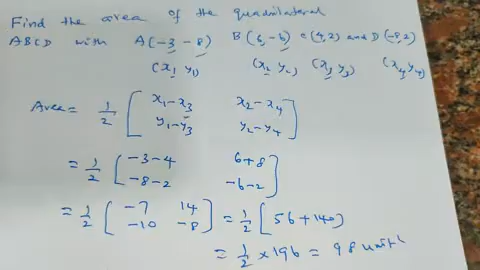 Find the area of the quadrilateral
ABCD with A(-3 -8) B(6,-6) C(4,2) and D(-8,2)
(x₁ y₁) (x₂ y₂) (x₃ y₃) (x₄ y₄)
Area = 1/2 [x₁-x₃ x₂-x₄
y₁-y₃ y₂-y₄]
= 1/2 [-3-4 6+8
-8-2 -6-2]
= 1/2 [-7 14
-10 -8] = 1/2 [56+140)
= 1/2 × 196 = 98 unit²